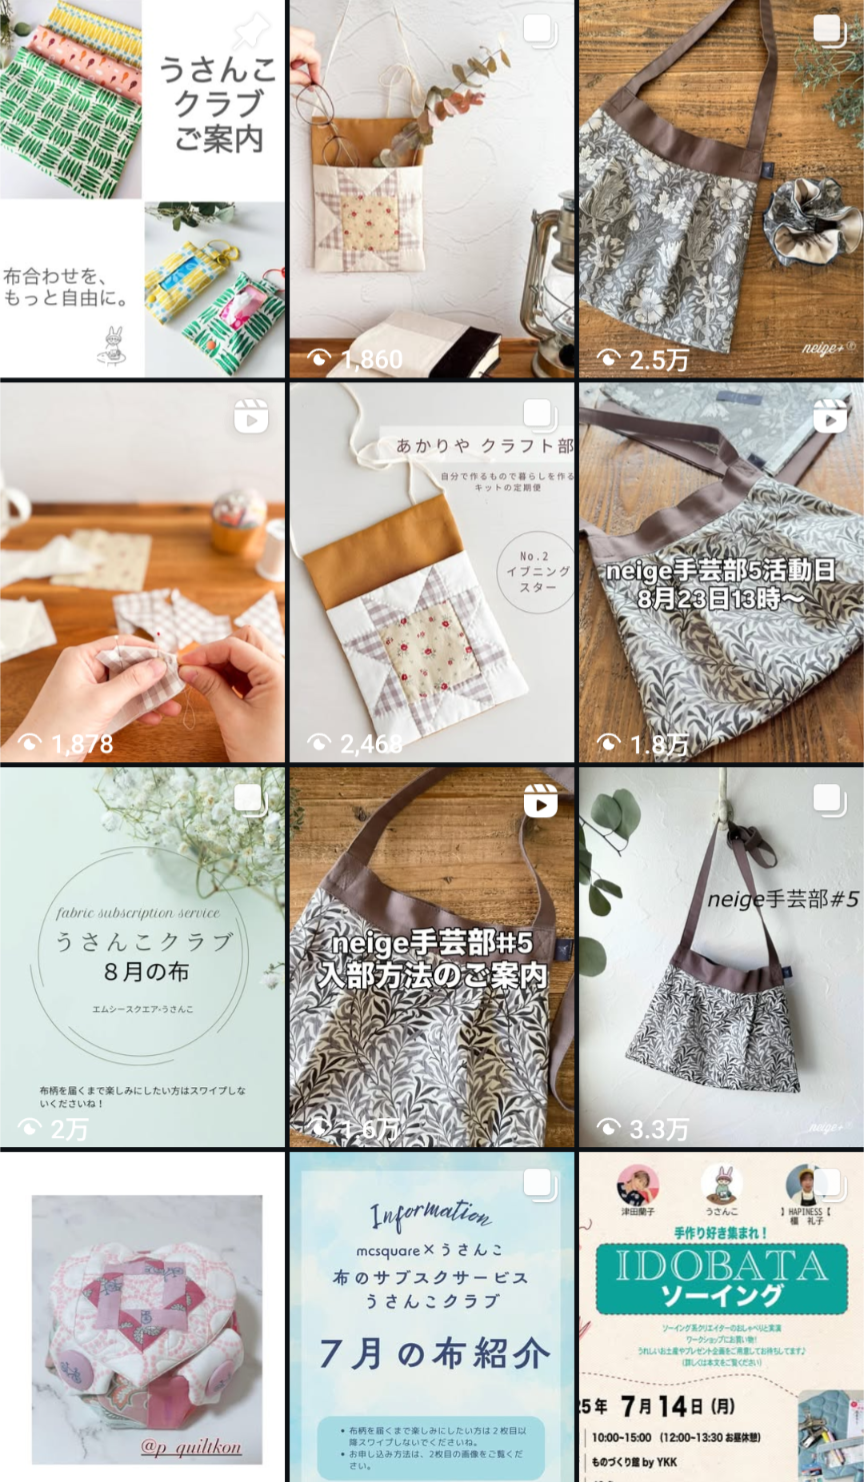 うさんこ
クラブ
ご案内
布合わせを、
もっと自由に。
1,860
neige+
2.5万
1,878
あかりや クラフト部
自分で作るもので暮らしを作る
キットの定期便
No.2
イブニング
スター
2,468
neige手芸部5活動日
8月23日13時〜
1.8万
fabric subscription service
うさんこクラブ
8月の布
エムシースクエア・うさんこ
布柄を届くまで楽しみにしたい方はスワイプしな
いくださいね！
2万
neige手芸部#5
入部方法のご案内
1.6万
neige手芸部#5
3.3万
neige+
@p_quiltkon
Information
mcsquare×うさんこ
布のサブスクサービス
うさんこクラブ
7月の布紹介
• 布柄を届くまで楽しみにしたい方は2枚目以
降スワイプしないでくださいね。
• お申し込み方法は、2枚目の画像をご覧くだ
さい。
津田蘭子
うさんこ
】HAPINESS【
橿 礼子
手作り好き集まれ！
IDOBATA
ソーイング
ソーイング系クリエイターのおしゃべりと実演
ワークショップにお買い物！
うれしいお土産やプレゼント企画をご用意してお待ちしてます♪
（詳しくは本文をご覧ください）
5年 7月14日（月）
10:00~15:00 （12:00~13:30 お昼休憩）
ものづくり館 by YKK